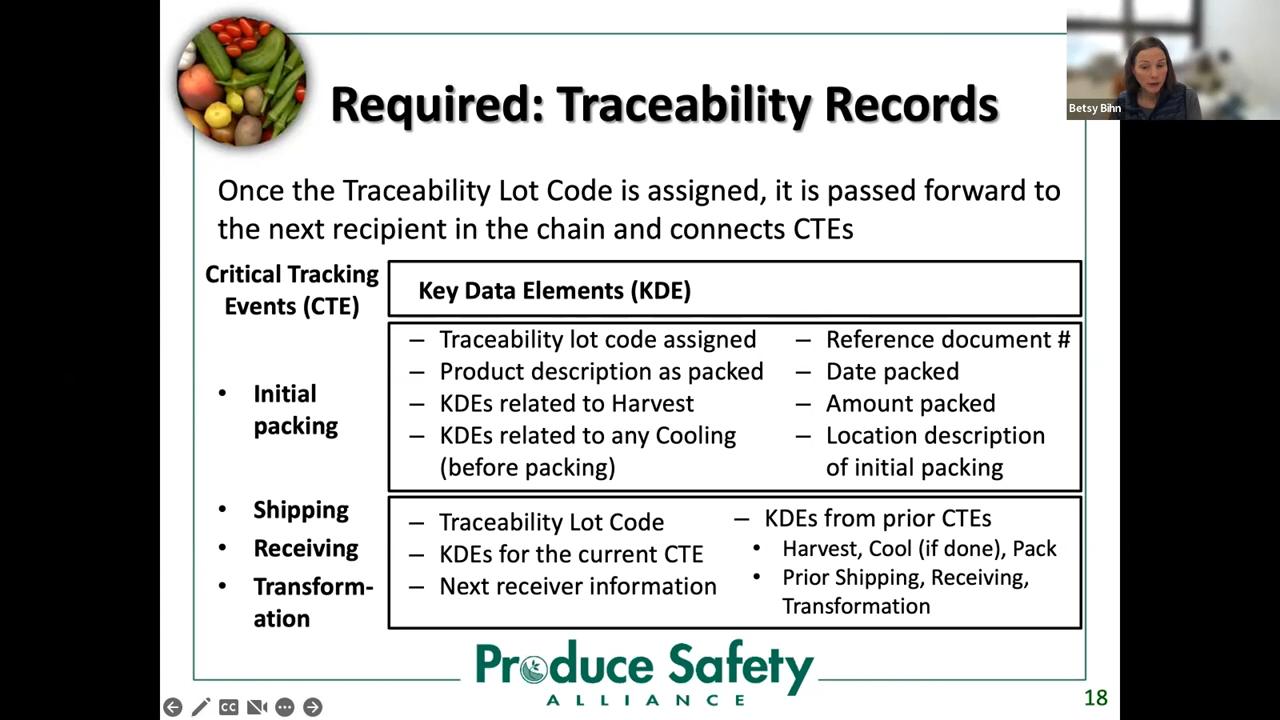 Required: Traceability Records
Betsy Bihn
Once the Traceability Lot Code is assigned, it is passed forward to
the next recipient in the chain and connects CTEs
Critical Tracking
Events (CTE)
Key Data Elements (KDE)
• Initial
packing
– Traceability lot code assigned
– Product description as packed
– KDEs related to Harvest
– KDEs related to any Cooling
(before packing)
– Reference document #
– Date packed
– Amount packed
– Location description
of initial packing
• Shipping
• Receiving
• Transform-
ation
– Traceability Lot Code
– KDEs for the current CTE
– Next receiver information
– KDEs from prior CTEs
• Harvest, Cool (if done), Pack
• Prior Shipping, Receiving,
Transformation
Produce Safety
ALLIANCE
CC
18